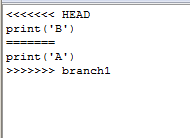 <<<<<<< HEAD
print('B')
=======
print('A')
>>>>>>> branch1